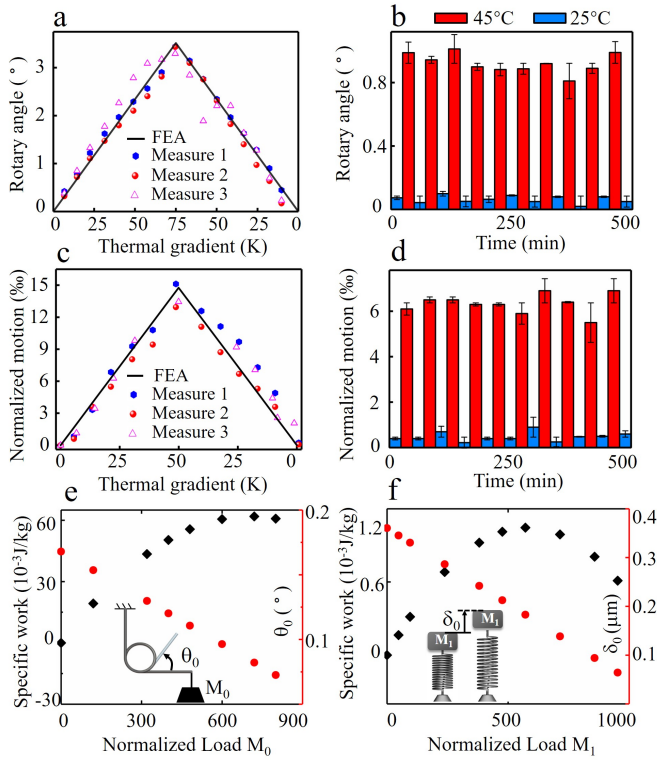 a
Rotary angle ( ° )
3
2
1
0
FEA
Measure 1
Measure 2
Measure 3
0 25 50 75 50 25 0
Thermal gradient (K)
b
45°C 25°C
Rotary angle ( ° )
0.8
0.4
0
0 250 500
Time (min)
c
Normalized motion (‰)
15
12
9
6
3
0
FEA
Measure 1
Measure 2
Measure 3
0 25 50 25 0
Thermal gradient (K)
d
Normalized motion (‰)
6
4
2
0
0 250 500
Time (min)
e
Specific work (10⁻³J/kg)
60
30
0
-30
θ₀
M₀
0.2
0.1
0
θ₀ ( ° )
0 300 600 900
Normalized Load M₀
f
Specific work (10⁻³J/kg)
1.2
0.6
0
δ₀
M₁
M₁
0.4
0.3
0.2
0.1
δ₀ (μm)
0 500 1000
Normalized Load M₁